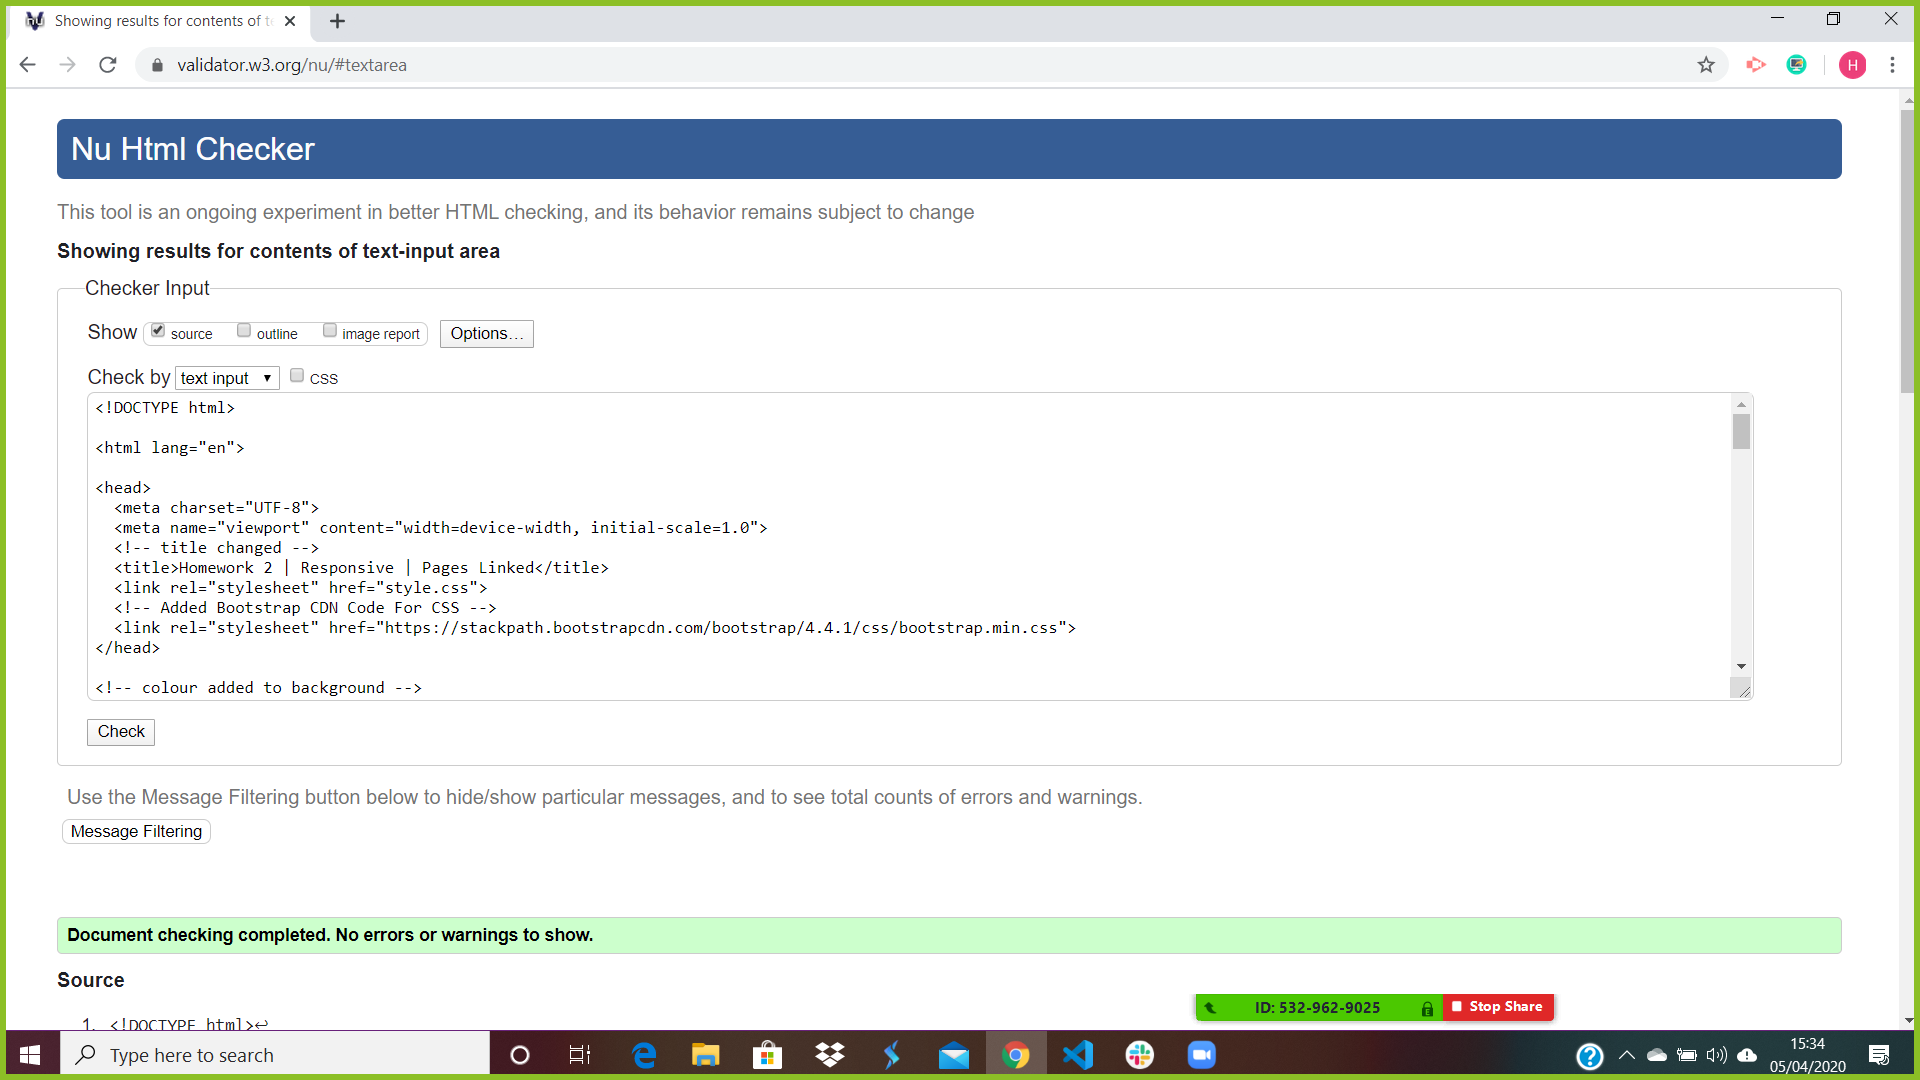 Showing results for contents of t
validator.w3.org/nu/#textarea
H
Nu Html Checker
This tool is an ongoing experiment in better HTML checking, and its behavior remains subject to change
Showing results for contents of text-input area
Checker Input
Show source outline image report Options...
Check by text input CSS
<!DOCTYPE html>
<html lang="en">
<head>
<meta charset="UTF-8">
<meta name="viewport" content="width=device-width, initial-scale=1.0">
<!-- title changed -->
<title>Homework 2 | Responsive | Pages Linked</title>
<link rel="stylesheet" href="style.css">
<!-- Added Bootstrap CDN Code For CSS -->
<link rel="stylesheet" href="https://stackpath.bootstrapcdn.com/bootstrap/4.4.1/css/bootstrap.min.css">
</head>
<!-- colour added to background -->
Check
Use the Message Filtering button below to hide/show particular messages, and to see total counts of errors and warnings.
Message Filtering
Document checking completed. No errors or warnings to show.
Source
ID: 532-962-9025 Stop Share
1. <!DOCTYPE html>↩
Type here to search
15:34
05/04/2020